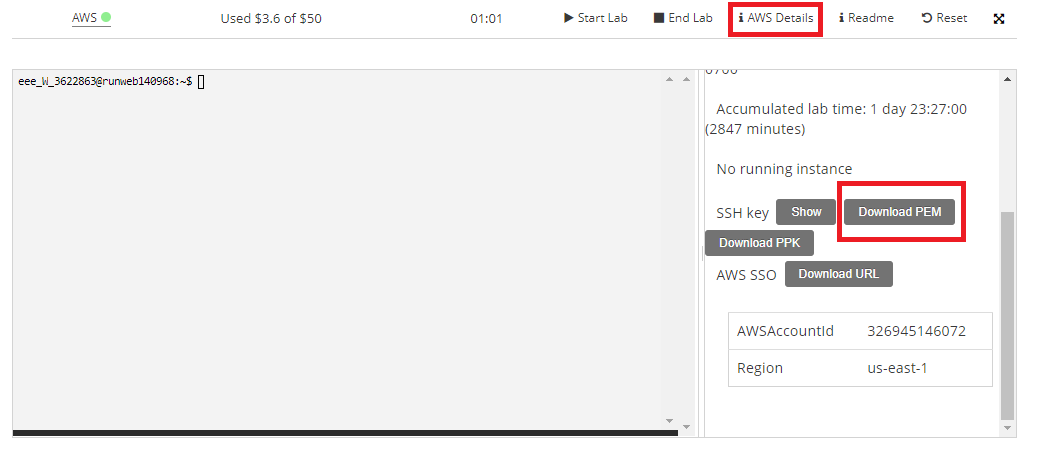 AWS Used $3.6 of $50 01:01 Start Lab End Lab AWS Details Readme Reset
eee_W_3622863@runweb140968:~$
Accumulated lab time: 1 day 23:27:00
(2847 minutes)
No running instance
SSH key Show Download PEM
Download PPK
AWS SSO Download URL
AWSAccountId 326945146072
Region us-east-1